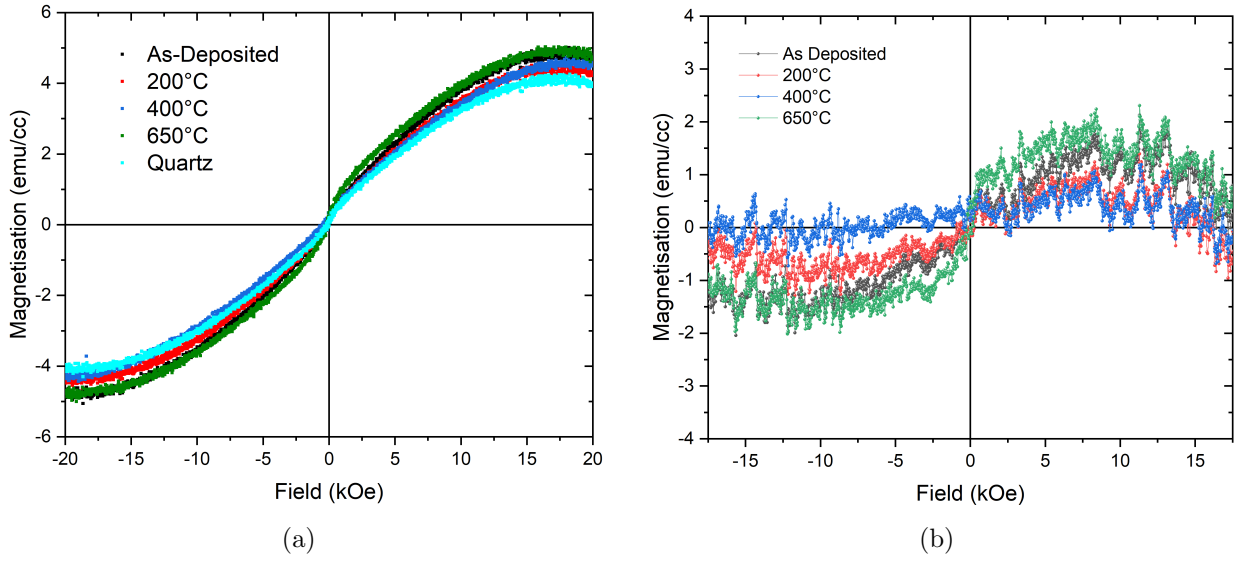 As-Deposited
200°C
400°C
650°C
Quartz
Magnetisation (emu/cc)
6
4
2
0
-2
-4
-6
-20
-15
-10
-5
0
5
10
15
20
Field (kOe)
(a)
As Deposited
200°C
400°C
650°C
Magnetisation (emu/cc)
4
3
2
1
0
-1
-2
-1
-4
-15
-10
-5
0
5
10
15
Field (kOe)
(b)